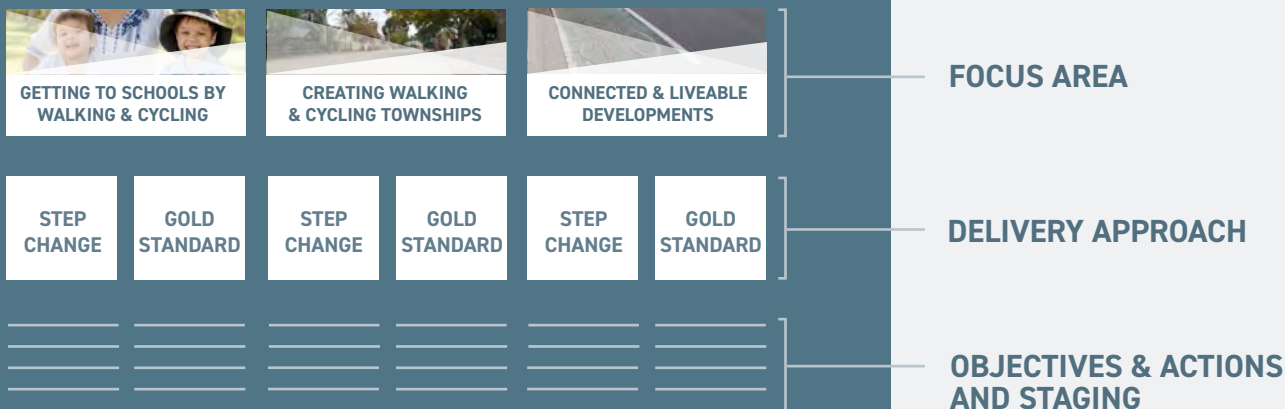 GETTING TO SCHOOLS BY
WALKING & CYCLING
CREATING WALKING
& CYCLING TOWNSHIPS
CONNECTED & LIVEABLE
DEVELOPMENTS
FOCUS AREA
STEP
CHANGE
GOLD
STANDARD
STEP
CHANGE
GOLD
STANDARD
STEP
CHANGE
GOLD
STANDARD
DELIVERY APPROACH
OBJECTIVES & ACTIONS
AND STAGING